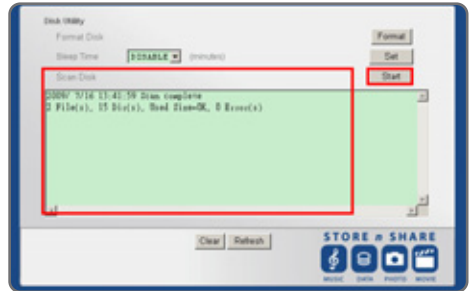 Disk Utility
Format Disk Format
Sleep Time DISABLE (minutes) Set
Scan Disk Start
2009/ 7/16 13:41:59 Scan complete
2 File(s), 15 Dir(s), Used Size=0K, 0 Error(s)
Clear Refresh
STORE n SHARE
MUSIC DATA PHOTO MOVIE